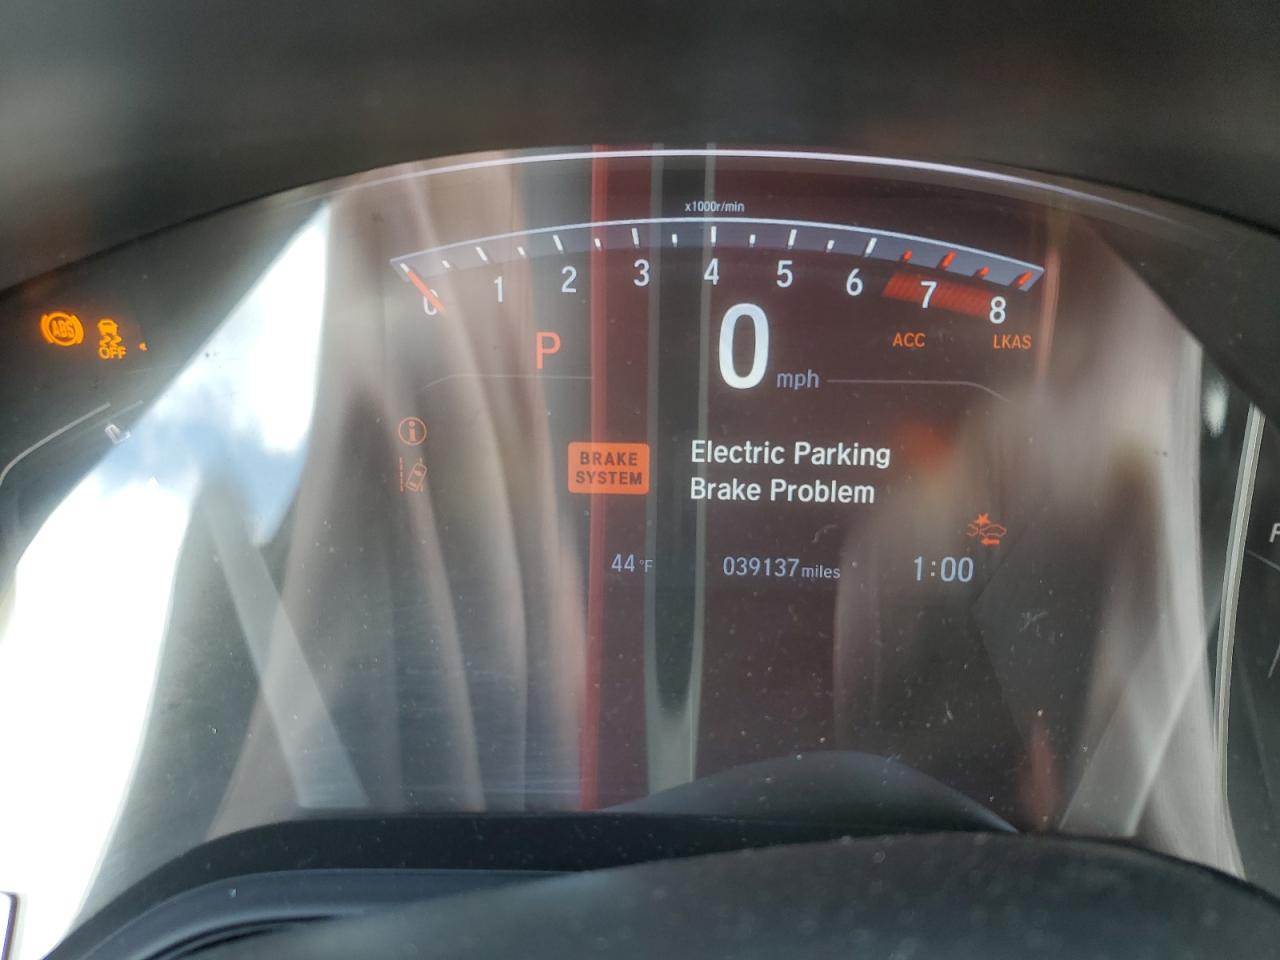 x1000r/min
0 1 2 3 4 5 6 7 8
ABS
OFF
P
0 mph
ACC
LKAS
BRAKE
SYSTEM
Electric Parking
Brake Problem
44°F
039137 miles
1:00